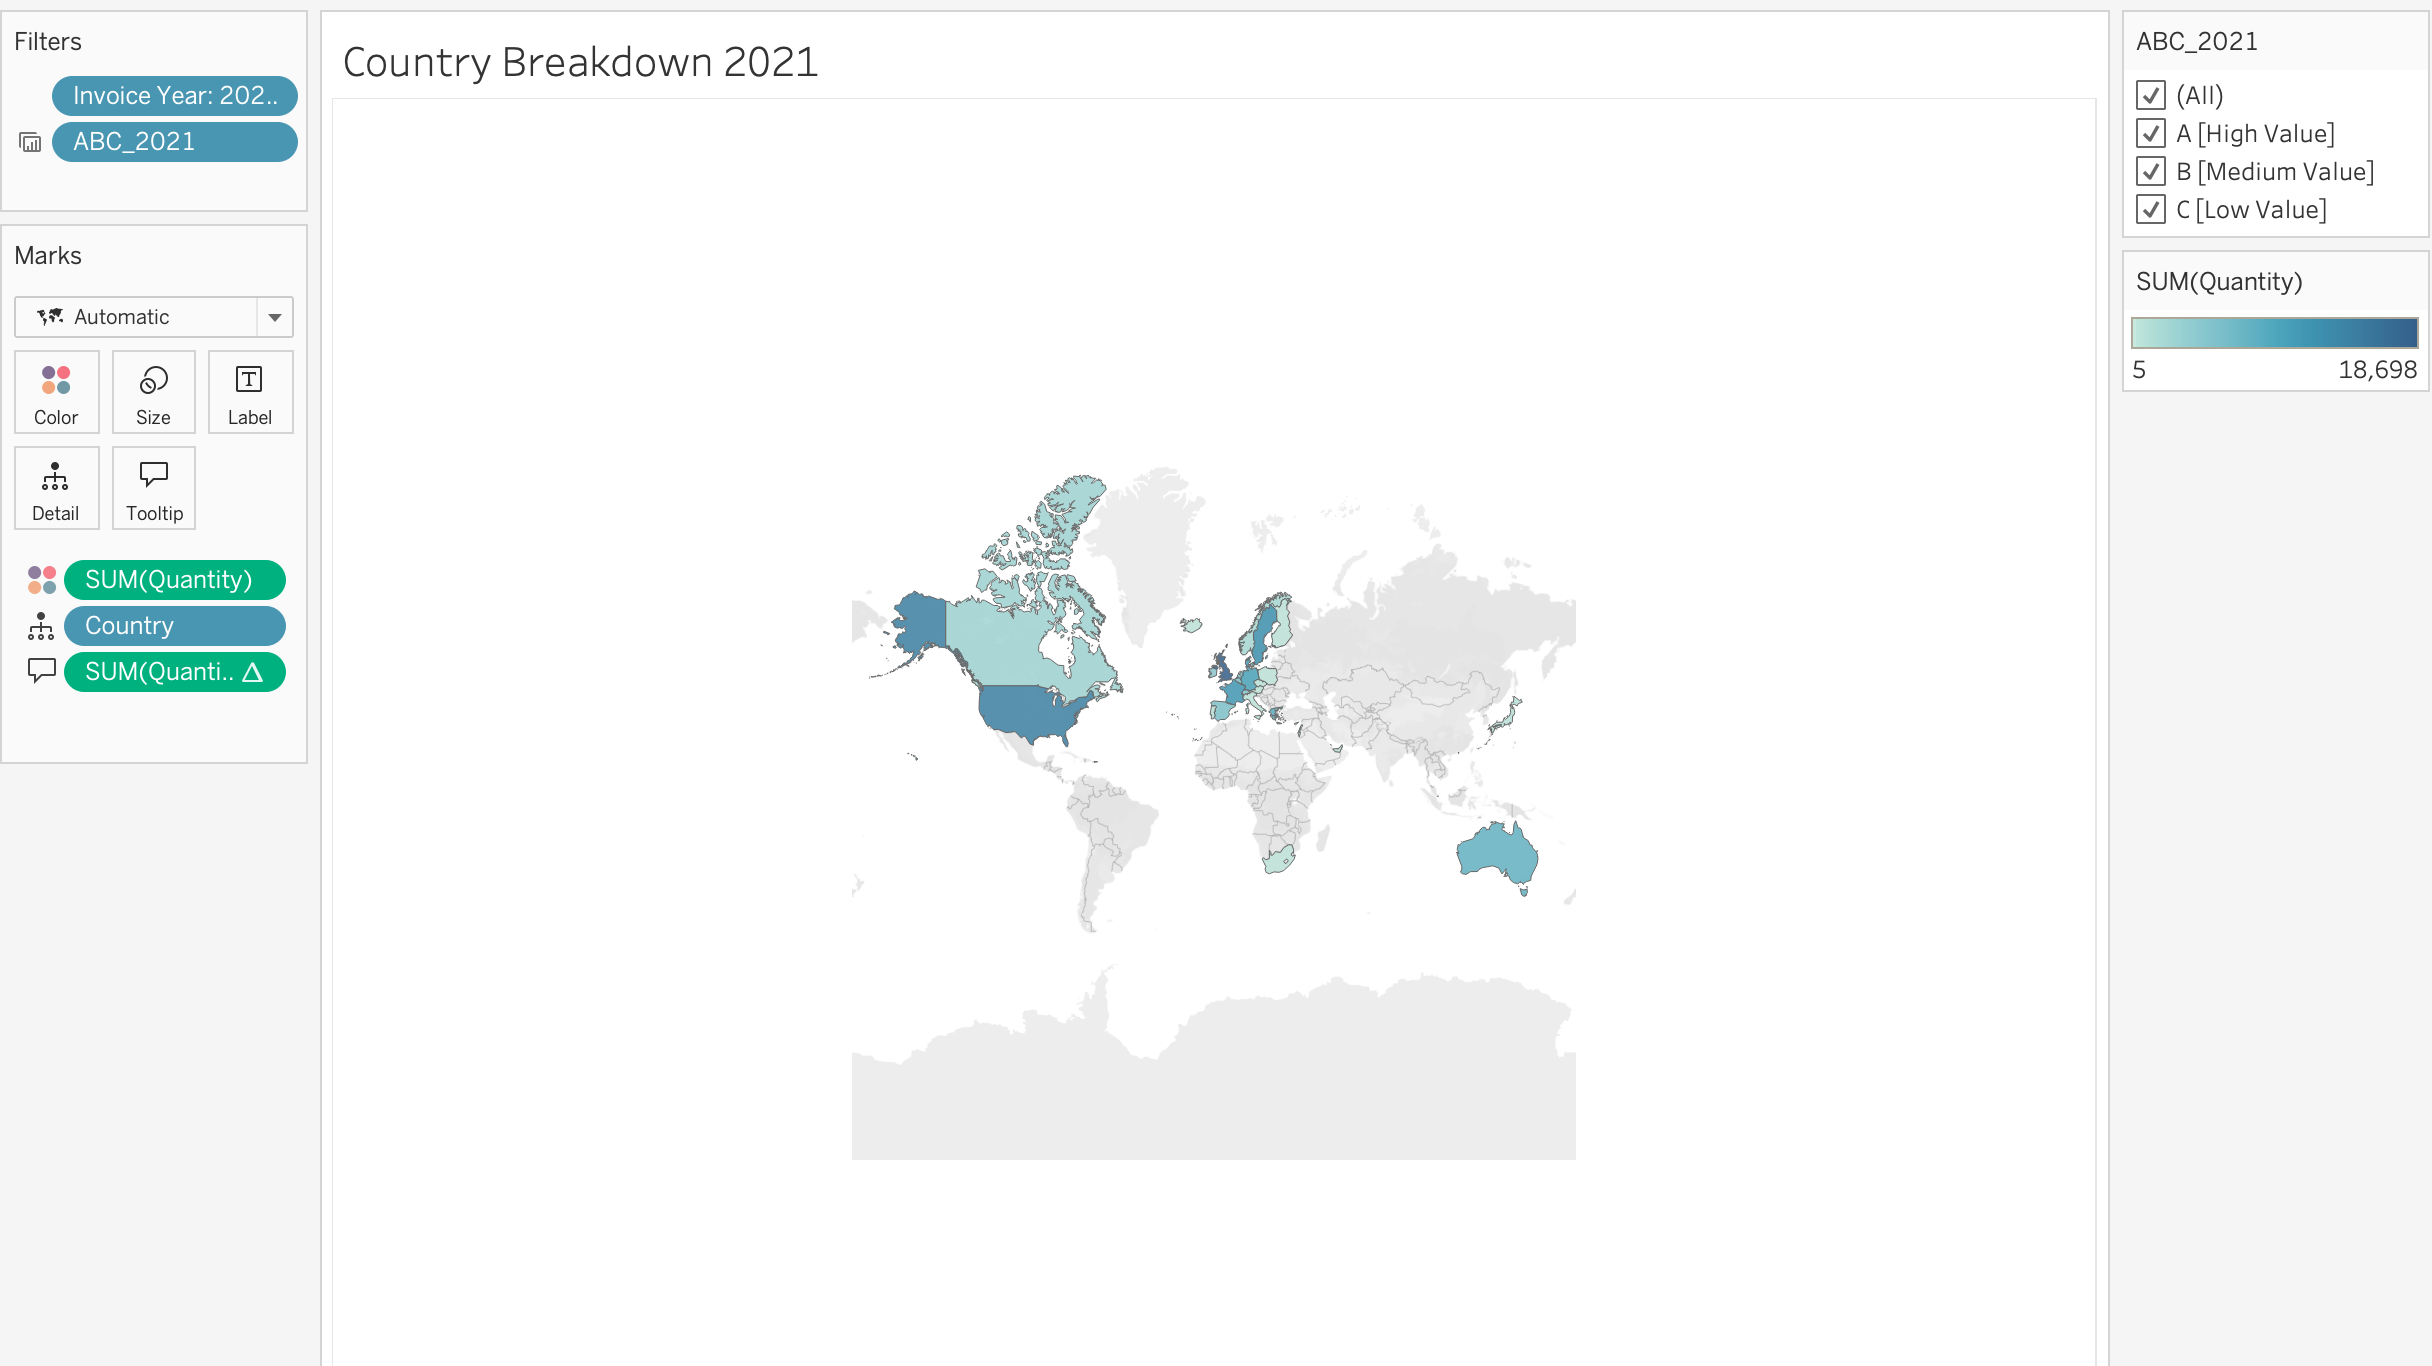 Filters
Invoice Year: 202..
ABC_2021
Marks
Automatic
Color
Size
Label
Detail
Tooltip
SUM(Quantity)
Country
SUM(Quanti.. Δ
Country Breakdown 2021
ABC_2021
(All)
A [High Value]
B [Medium Value]
C [Low Value]
SUM(Quantity)
5
18,698